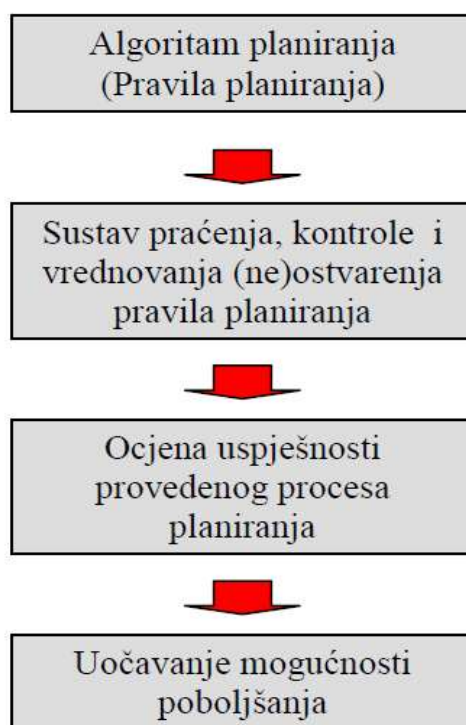 Algoritam planiranja
(Pravila planiranja)
Sustav praćenja, kontrole i
vrednovanja (ne)ostvarenja
pravila planiranja
Ocjena uspješnosti
provedenog procesa
planiranja
Uočavanje mogućnosti
poboljšanja